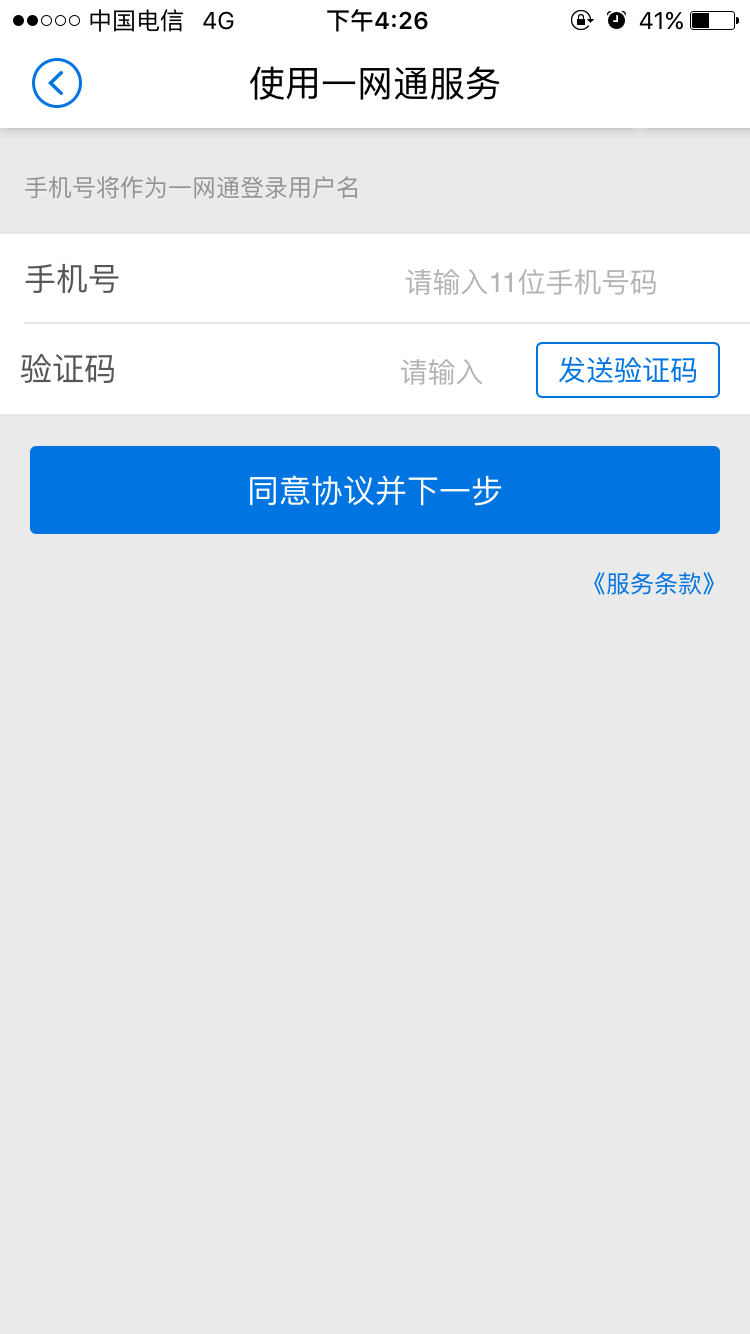 中国电信 4G 下午4:26 41%
使用一网通服务
手机号将作为一网通登录用户名
手机号 请输入11位手机号码
验证码 请输入 发送验证码
同意协议并下一步
《服务条款》